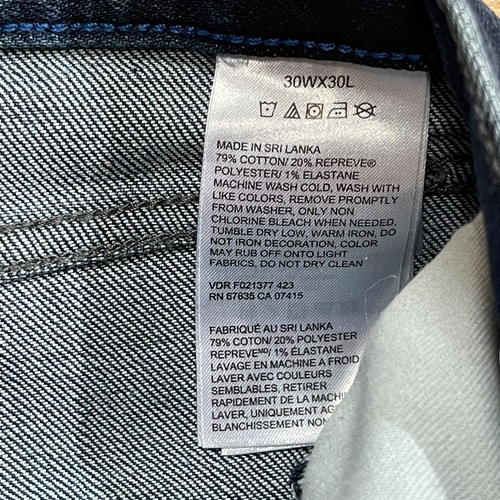 30WX30L
MADE IN SRI LANKA
79% COTTON/ 20% REPREVE®
POLYESTER/ 1% ELASTANE
MACHINE WASH COLD, WASH WITH
LIKE COLORS, REMOVE PROMPTLY
FROM WASHER, ONLY NON
CHLORINE BLEACH WHEN NEEDED,
TUMBLE DRY LOW, WARM IRON, DO
NOT IRON DECORATION, COLOR
MAY RUB OFF ONTO LIGHT
FABRICS, DO NOT DRY CLEAN
VDR F021377 423
RN 67835 CA 07415
FABRIQUÉ AU SRI LANKA
79% COTON/ 20% POLYESTER
REPREVEᴹᴰ/ 1% ÉLASTANE
LAVAGE EN MACHINE A FROID
LAVER AVEC COULEURS
SEMBLABLES, RETIRER
RAPIDEMENT DE LA
LAVER, UNIQUEMENT
BLANCHISSEMENT NON